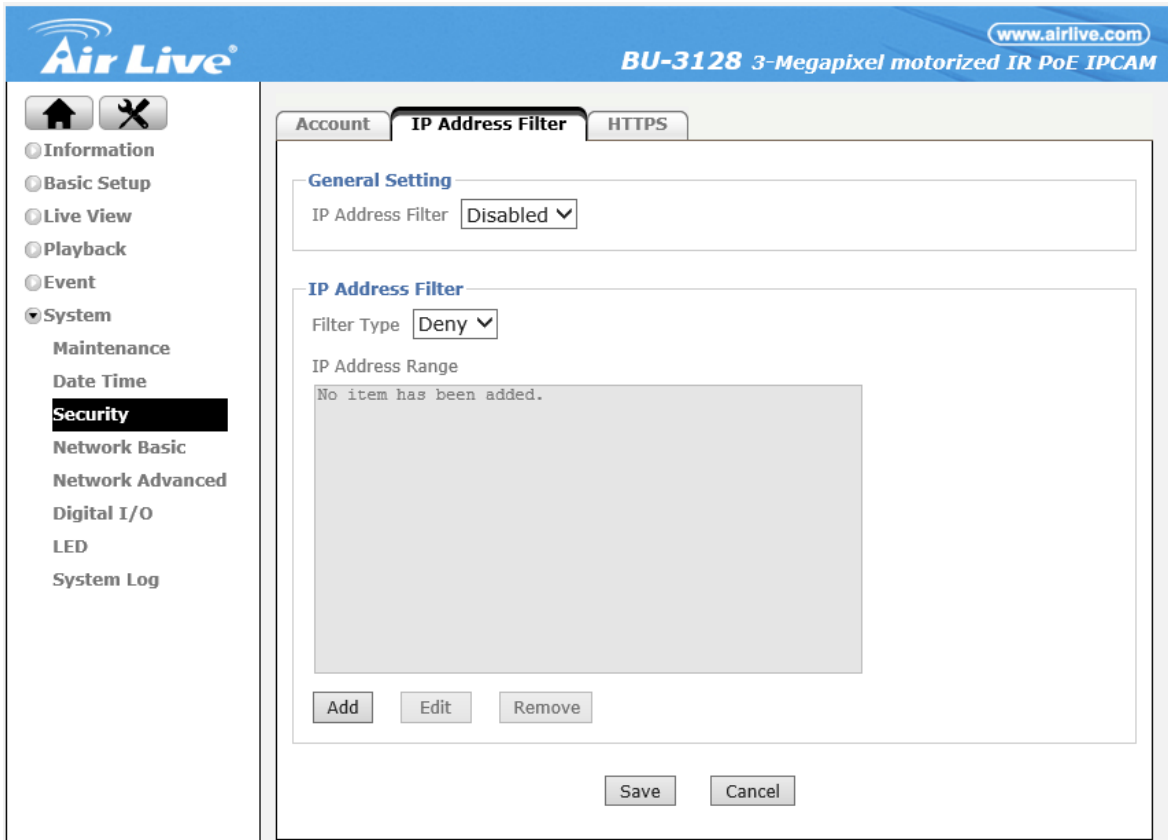 Air Live®
www.airlive.com
BU-3128 3-Megapixel motorized IR PoE IPCAM
Information
Basic Setup
Live View
Playback
Event
System
Maintenance
Date Time
Security
Network Basic
Network Advanced
Digital I/O
LED
System Log
Account
IP Address Filter
HTTPS
General Setting
IP Address Filter Disabled
IP Address Filter
Filter Type Deny
IP Address Range
No item has been added.
Add Edit Remove
Save Cancel